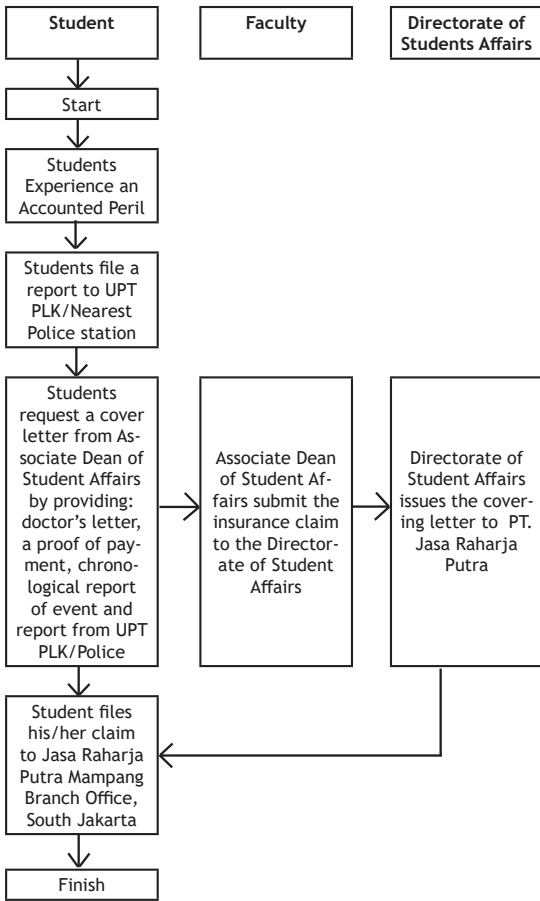 Student
Faculty
Directorate of
Students Affairs
Start
Students
Experience an
Accounted Peril
Students file a
report to UPT
PLK/Nearest
Police station
Students
request a cover
letter from As-
sociate Dean of
Student Affairs
by providing:
doctor’s letter,
a proof of pay-
ment, chrono-
logical report
of event and
report from UPT
PLK/Police
Associate Dean
of Student Af-
fairs submit the
insurance claim
to the Director-
ate of Student
Affairs
Directorate of
Student Affairs
issues the cover-
ing letter to PT.
Jasa Raharja
Putra
Student files
his/her claim
to Jasa Raharja
Putra Mampang
Branch Office,
South Jakarta
Finish